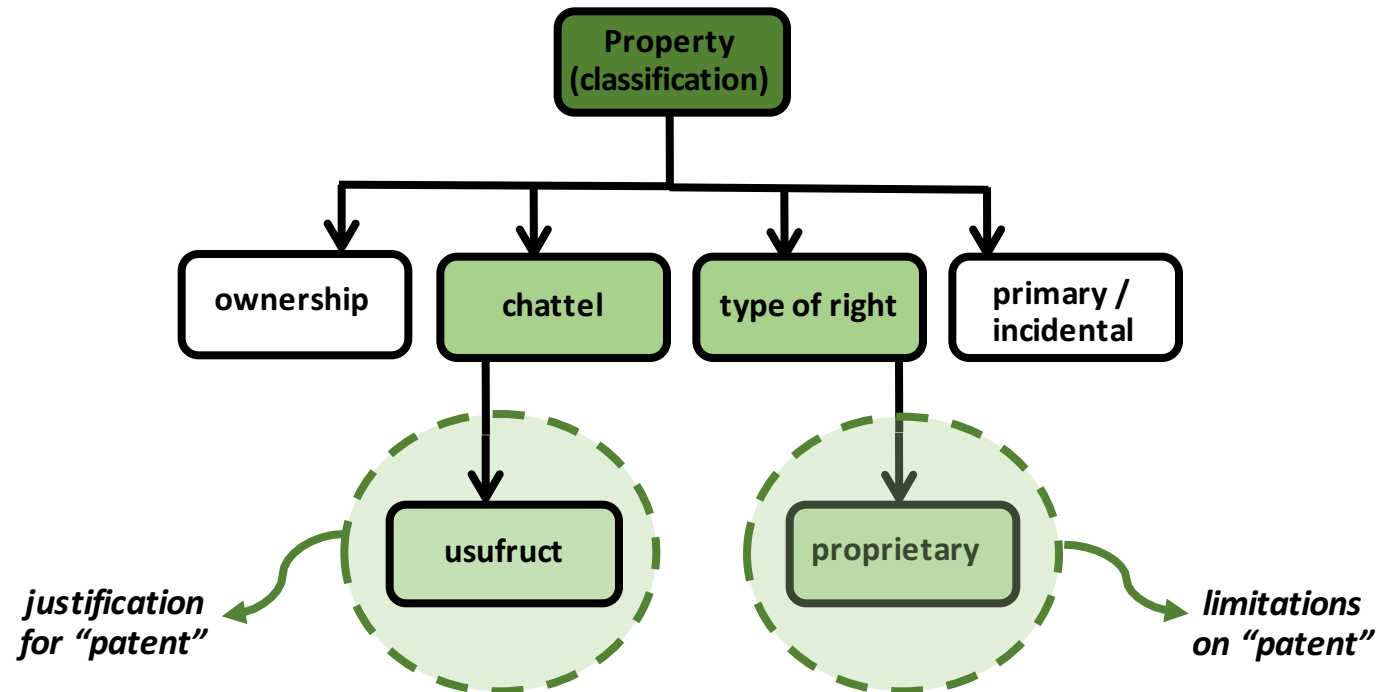 Property
(classification)
ownership
chattel
type of right
primary /
incidental
usufruct
proprietary
justification
for “patent”
limitations
on “patent”